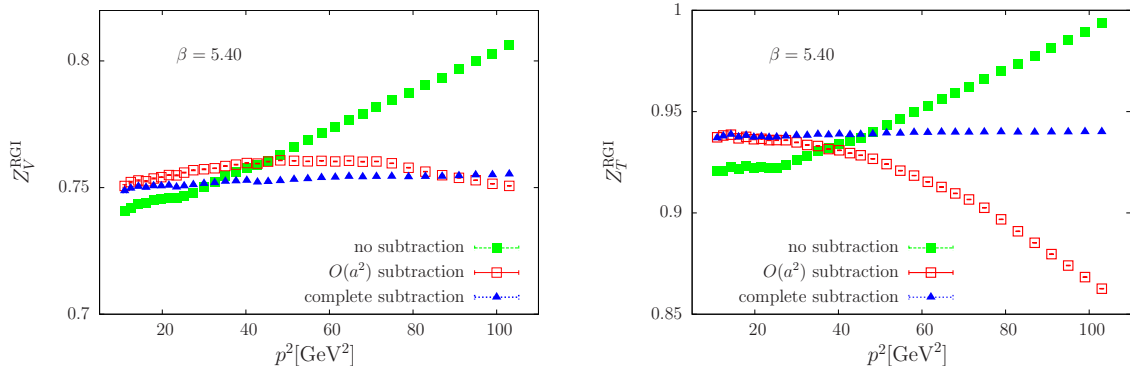 0.8
0.75
0.7
Z_V^RGI
β = 5.40
no subtraction
O(a²) subtraction
complete subtraction
20 40 60 80 100
p²[GeV²]
1
0.95
0.9
0.85
Z_T^RGI
β = 5.40
no subtraction
O(a²) subtraction
complete subtraction
20 40 60 80 100
p²[GeV²]